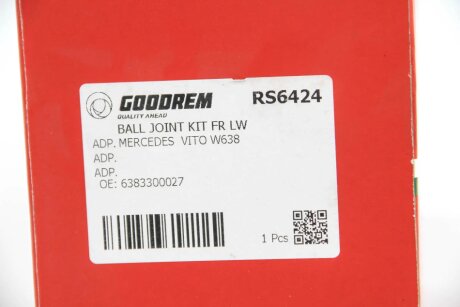 GOODREM RS6424
QUALITY AHEAD
BALL JOINT KIT FR LW
ADP. MERCEDES VITO W638
ADP.
ADP.
OE: 6383300027
1 Pcs